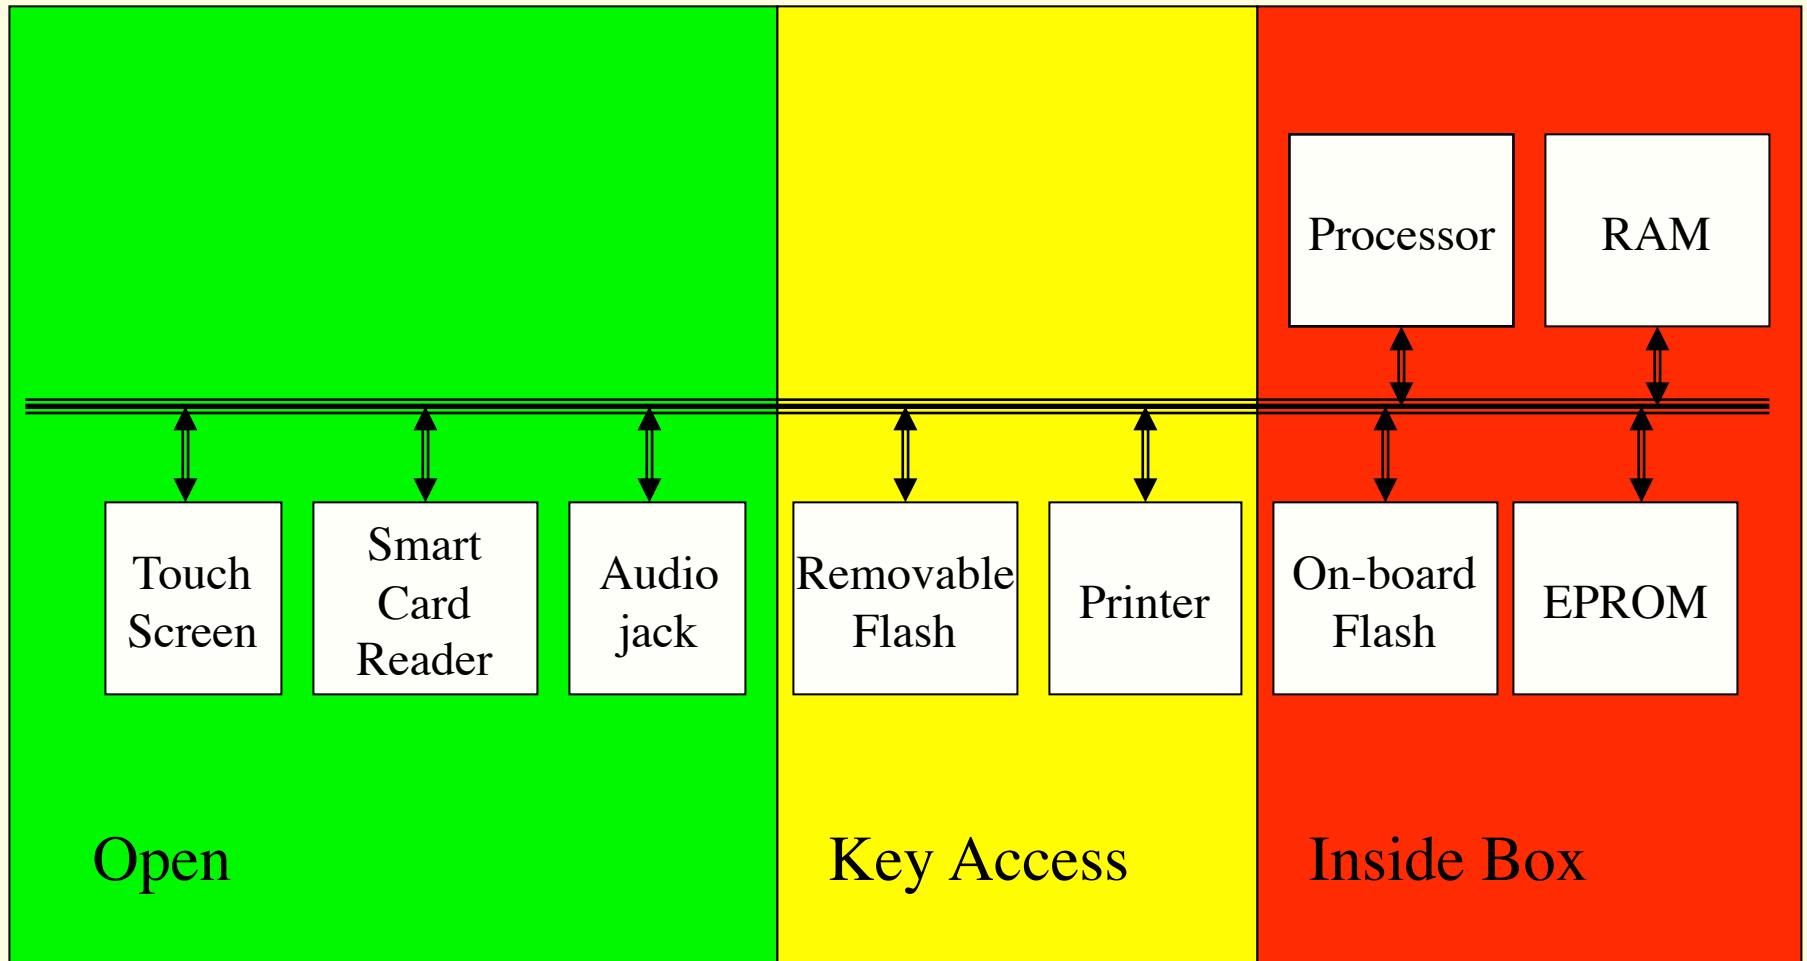 Processor
RAM
Touch
Screen
Smart
Card
Reader
Audio
jack
Removable
Flash
Printer
On-board
Flash
EPROM
Open
Key Access
Inside Box